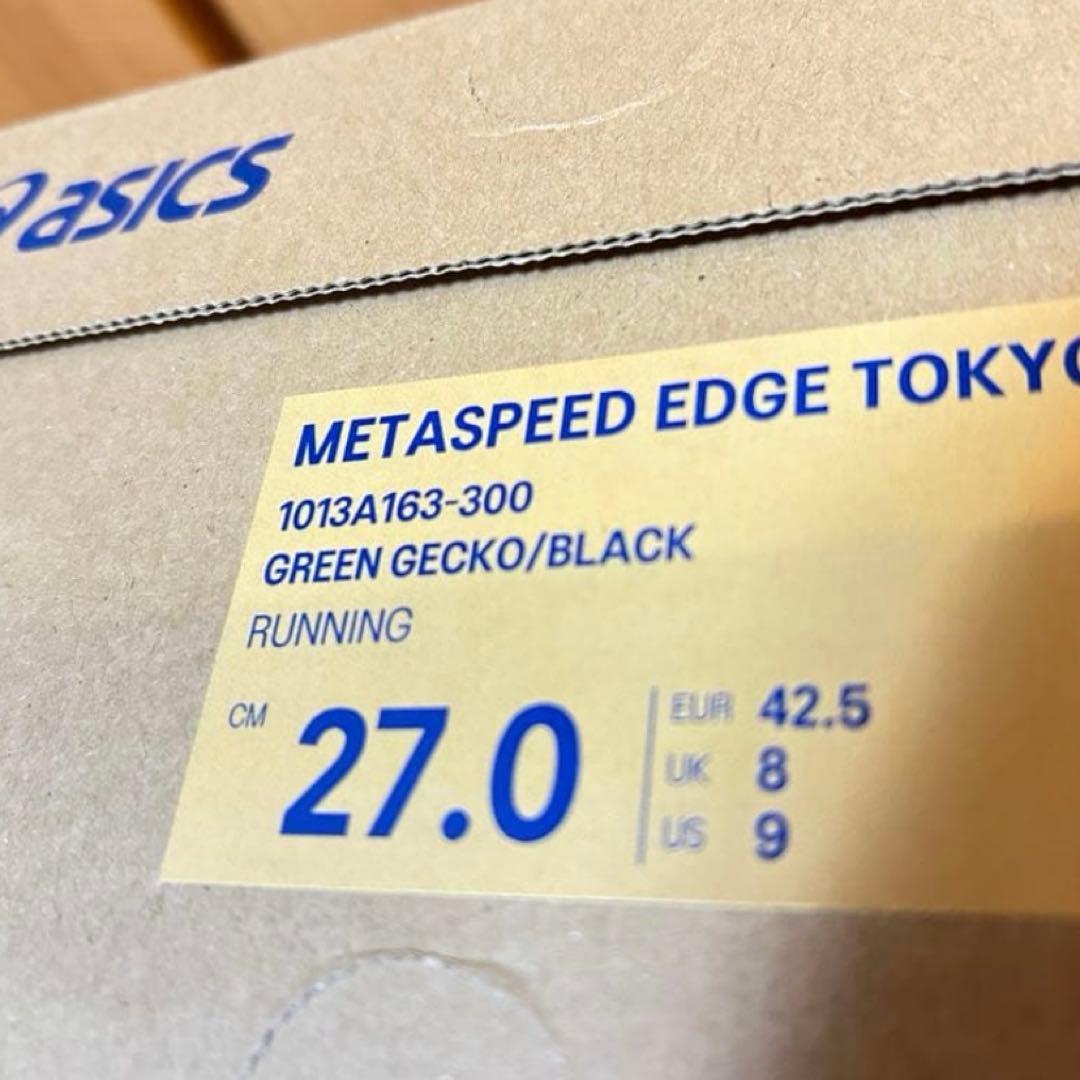 asics
METASPEED EDGE TOKYO
1013A163-300
GREEN GECKO/BLACK
RUNNING
CM 27.0
EUR 42.5
UK 8
US 9